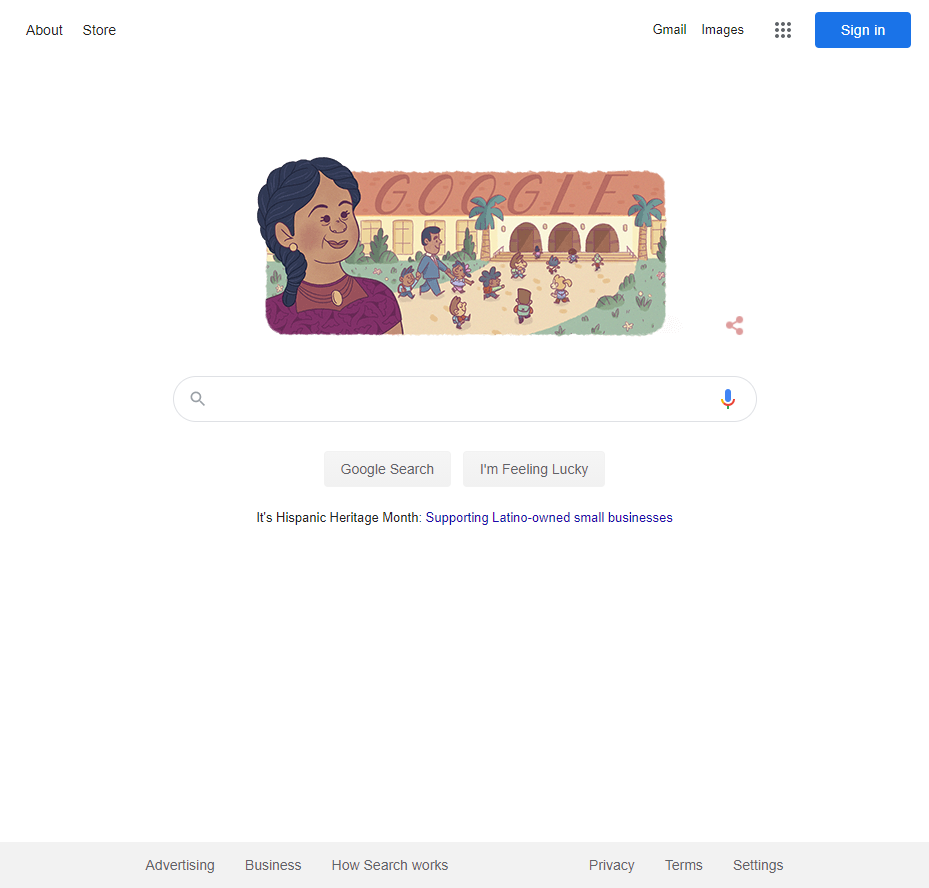 About Store
Gmail Images
Sign in
GOOGLE
Google Search
I'm Feeling Lucky
It's Hispanic Heritage Month: Supporting Latino-owned small businesses
Advertising Business How Search works
Privacy Terms Settings